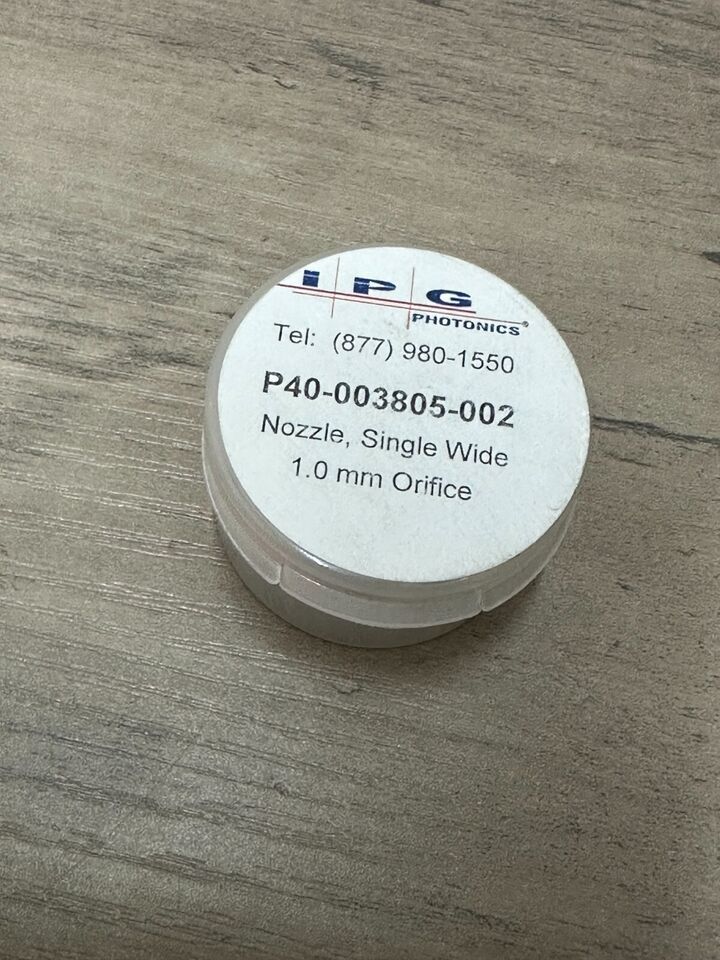 IPG
PHOTONICS®
Tel: (877) 980-1550
P40-003805-002
Nozzle, Single Wide
1.0 mm Orifice